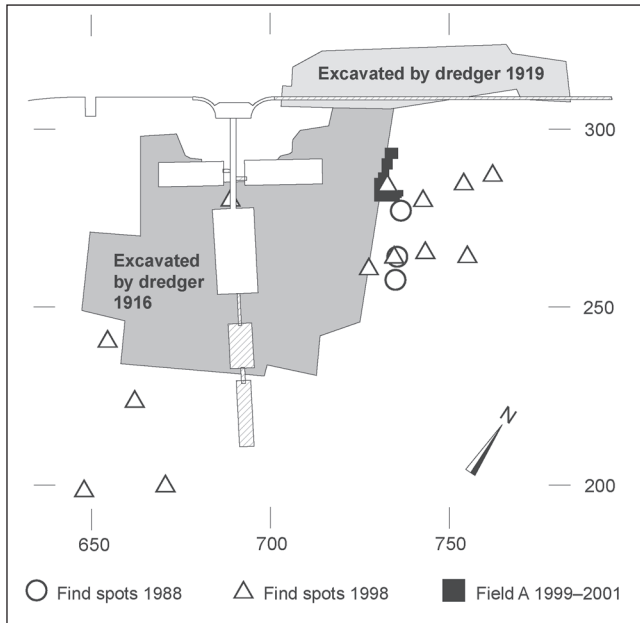 Excavated by dredger 1919
300
Excavated
by dredger
1916
250
N
200
650
700
750
Find spots 1988
Find spots 1998
Field A 1999–2001